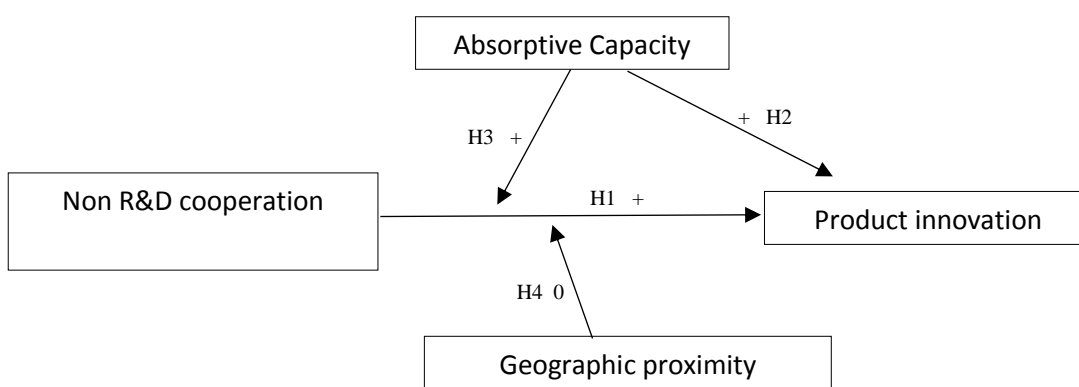 Absorptive Capacity
H3 +
+ H2
Non R&D cooperation
H1 +
Product innovation
H4 0
Geographic proximity